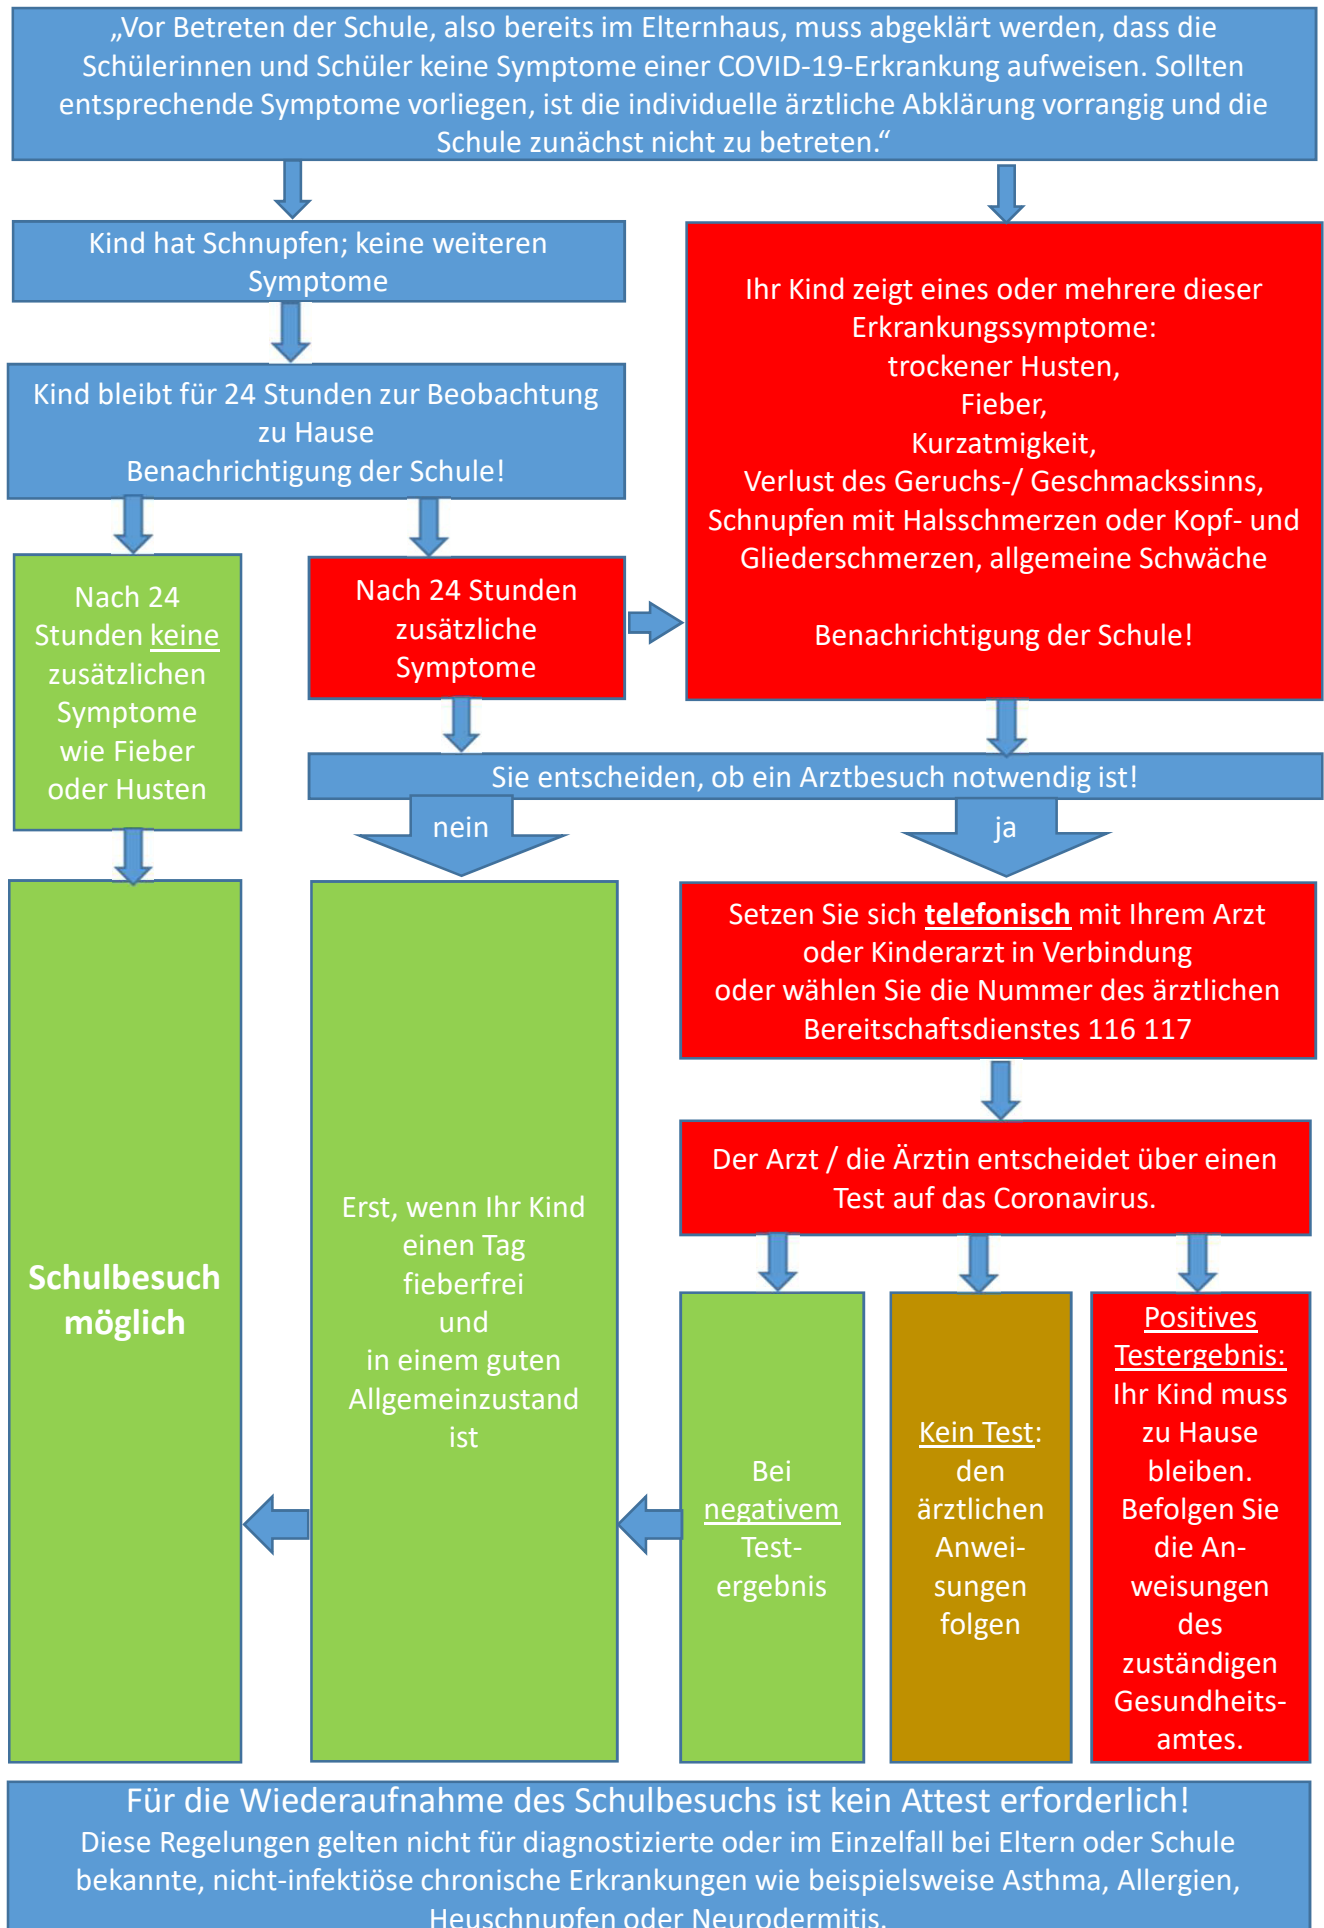 „Vor Betreten der Schule, also bereits im Elternhaus, muss abgeklärt werden, dass die
Schülerinnen und Schüler keine Symptome einer COVID-19-Erkrankung aufweisen. Sollten
entsprechende Symptome vorliegen, ist die individuelle ärztliche Abklärung vorrangig und die
Schule zunächst nicht zu betreten.“
Kind hat Schnupfen; keine weiteren
Symptome
Kind bleibt für 24 Stunden zur Beobachtung
zu Hause
Benachrichtigung der Schule!
Ihr Kind zeigt eines oder mehrere dieser
Erkrankungssymptome:
trockener Husten,
Fieber,
Kurzatmigkeit,
Verlust des Geruchs-/ Geschmackssinns,
Schnupfen mit Halsschmerzen oder Kopf- und
Gliederschmerzen, allgemeine Schwäche
Benachrichtigung der Schule!
Nach 24
Stunden keine
zusätzlichen
Symptome
wie Fieber
oder Husten
Nach 24 Stunden
zusätzliche
Symptome
Sie entscheiden, ob ein Arztbesuch notwendig ist!
nein
ja
Schulbesuch
möglich
Erst, wenn Ihr Kind
einen Tag
fieberfrei
und
in einem guten
Allgemeinzustand
ist
Setzen Sie sich telefonisch mit Ihrem Arzt
oder Kinderarzt in Verbindung
oder wählen Sie die Nummer des ärztlichen
Bereitschaftsdienstes 116 117
Der Arzt / die Ärztin entscheidet über einen
Test auf das Coronavirus.
Bei
negativem
Test-
ergebnis
Kein Test:
den
ärztlichen
Anwei-
sungen
folgen
Positives
Testergebnis:
Ihr Kind muss
zu Hause
bleiben.
Befolgen Sie
die An-
weisungen
des
zuständigen
Gesundheits-
amtes.
Für die Wiederaufnahme des Schulbesuchs ist kein Attest erforderlich!
Diese Regelungen gelten nicht für diagnostizierte oder im Einzelfall bei Eltern oder Schule
bekannte, nicht-infektiöse chronische Erkrankungen wie beispielsweise Asthma, Allergien,
Heuschnupfen oder Neurodermitis.